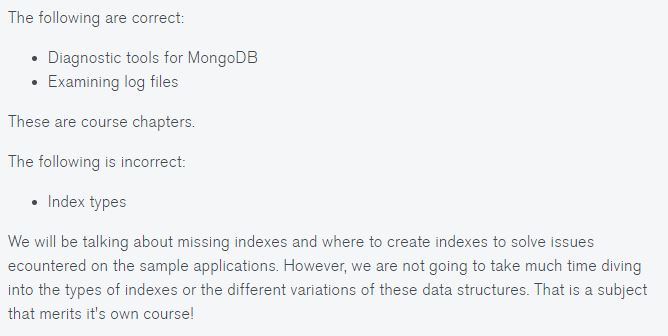 The following are correct:
• Diagnostic tools for MongoDB
• Examining log files
These are course chapters.
The following is incorrect:
• Index types
We will be talking about missing indexes and where to create indexes to solve issues
ecountered on the sample applications. However, we are not going to take much time diving
into the types of indexes or the different variations of these data structures. That is a subject
that merits it's own course!